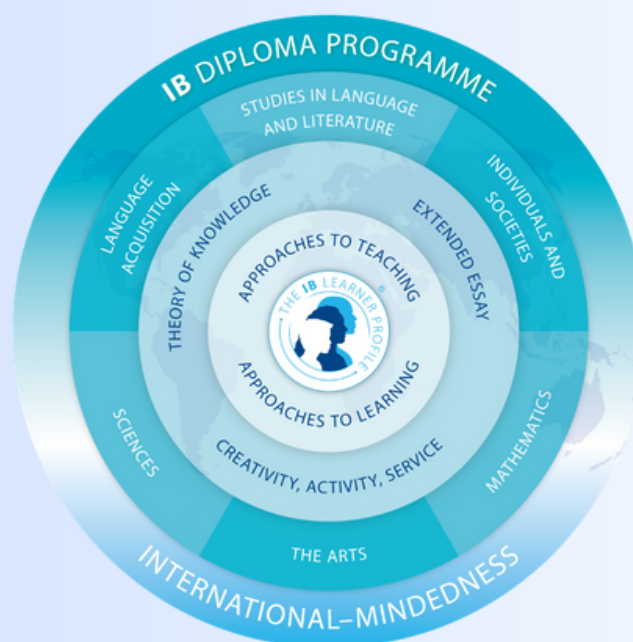 IB DIPLOMA PROGRAMME
STUDIES IN LANGUAGE
AND LITERATURE
LANGUAGE
ACQUISITION
INDIVIDUALS AND
SOCIETIES
THEORY OF KNOWLEDGE
EXTENDED ESSAY
APPROACHES TO TEACHING
THE IB LEARNER PROFILE ®
APPROACHES TO LEARNING
CREATIVITY, ACTIVITY, SERVICE
SCIENCES
MATHEMATICS
THE ARTS
INTERNATIONAL–MINDEDNESS